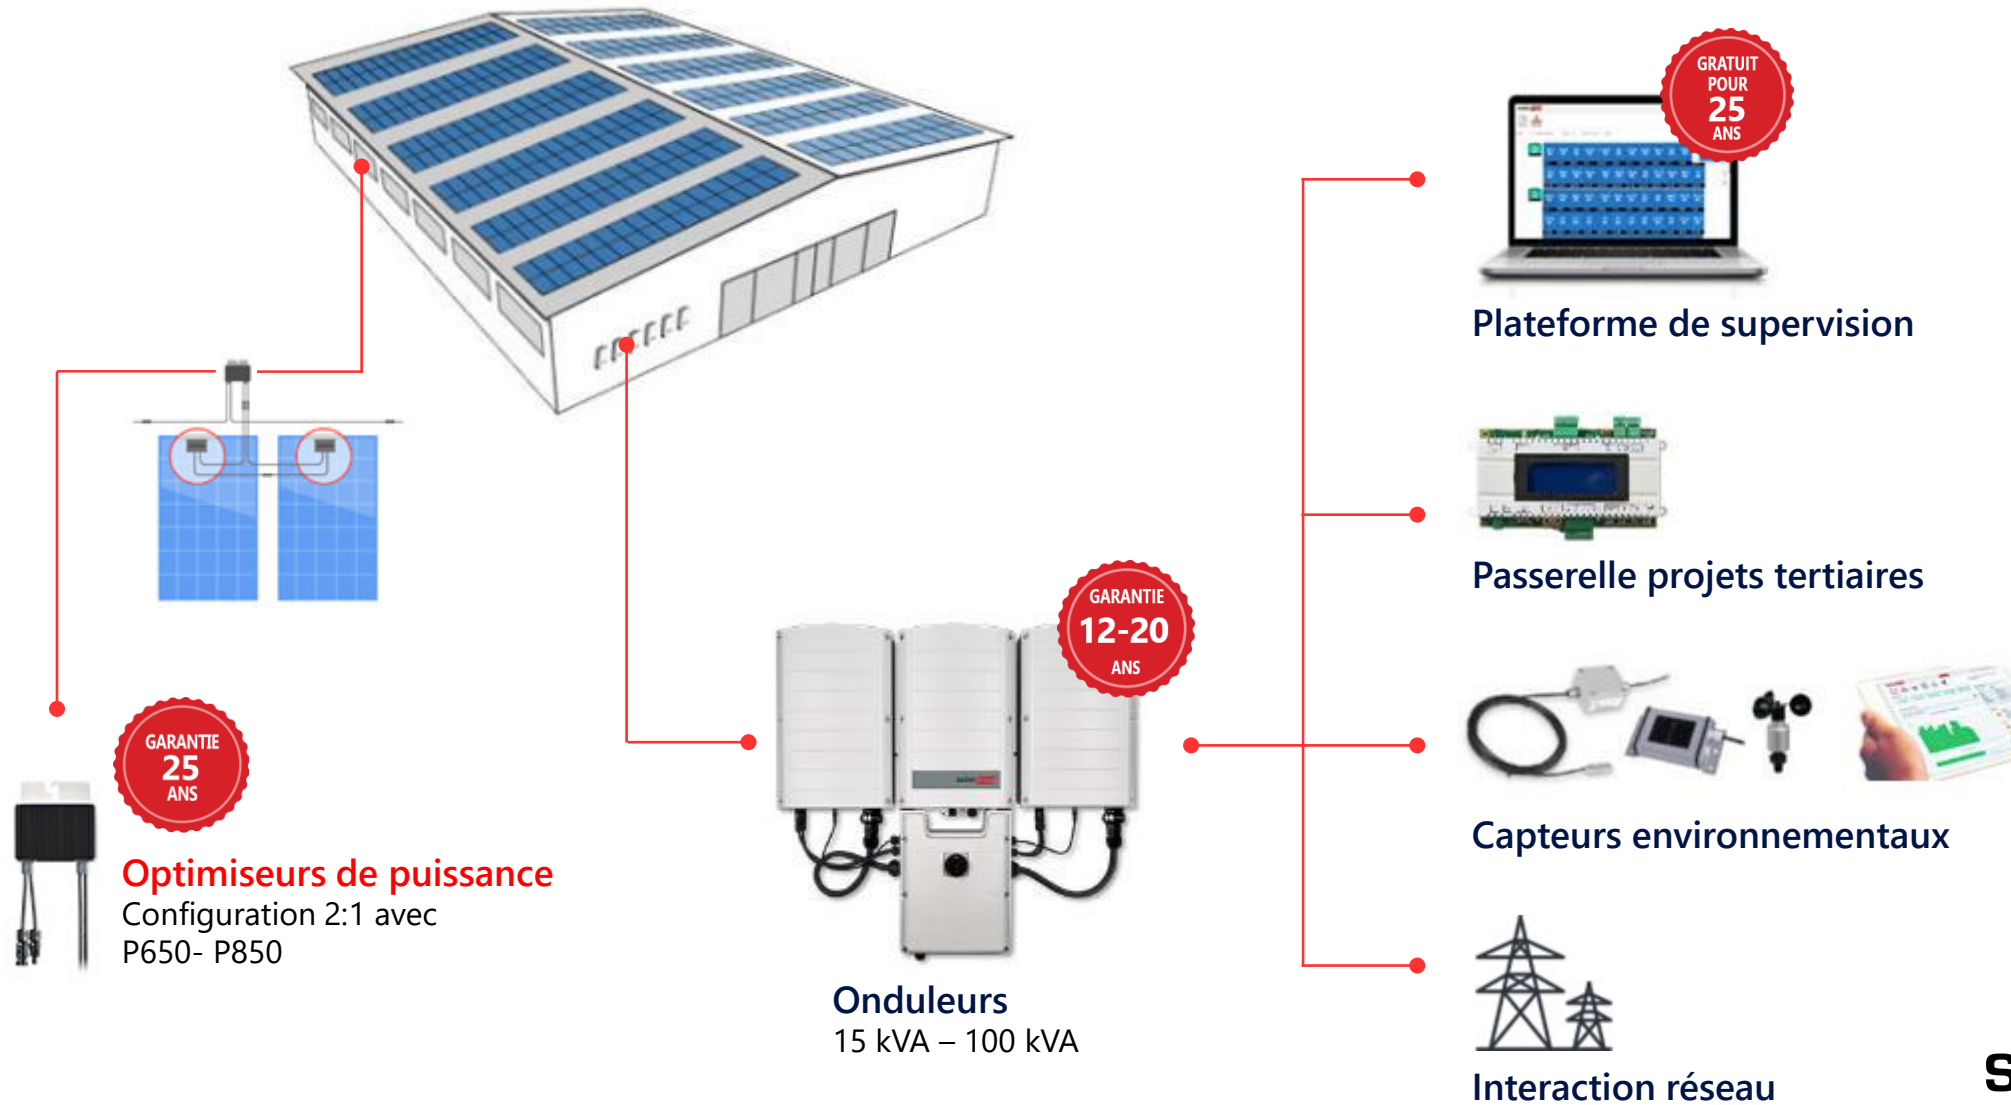 GRATUIT
POUR
25
ANS
Plateforme de supervision
Passerelle projets tertiaires
GARANTIE
12-20
ANS
GARANTIE
25
ANS
Capteurs environnementaux
Optimiseurs de puissance
Configuration 2:1 avec
P650- P850
Onduleurs
15 kVA – 100 kVA
Interaction réseau
S